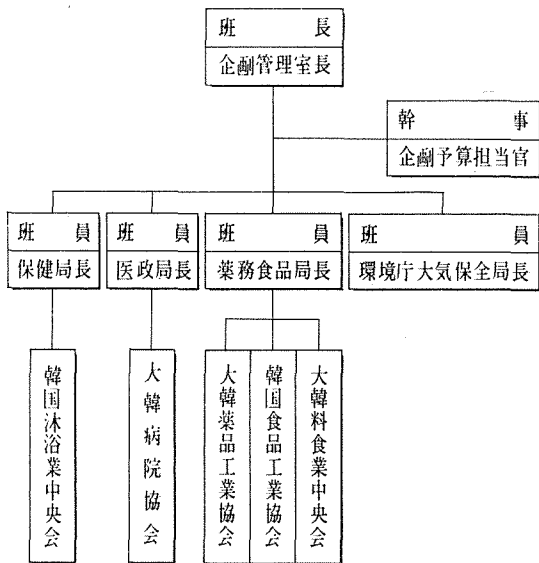 班 長
企画管理室長
幹 事
企画予算担当官
班 員
保健局長
班 員
医政局長
班 員
薬務食品局長
班 員
環境庁大気保全局長
韓国沐浴業中央会
大韓病院協会
大韓薬品工業協会
韓国食品工業協会
大韓料食業中央会